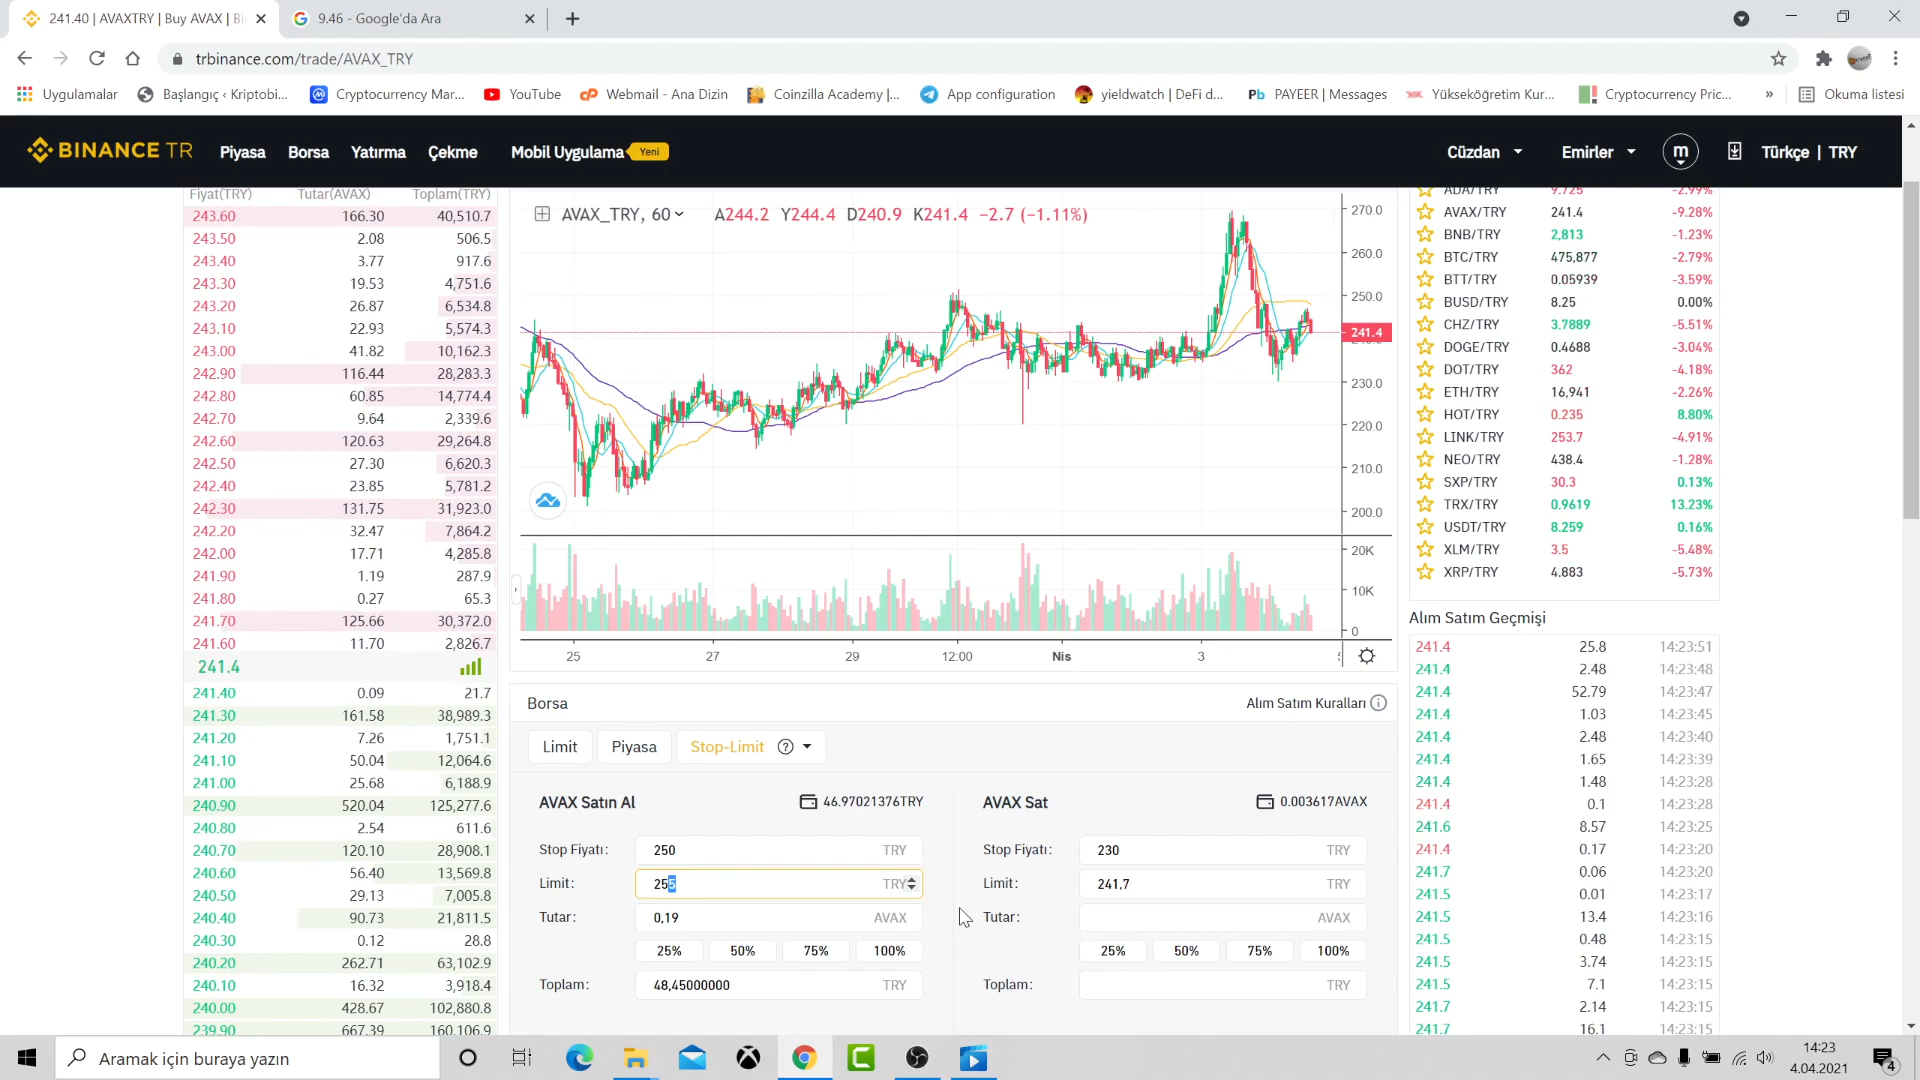 241.40 | AVAXTRY | Buy AVAX | Bi
9.46 - Google'da Ara
trbinance.com/trade/AVAX_TRY
Uygulamalar
Başlangıç ‹ Kriptobi...
Cryptocurrency Mar...
YouTube
Webmail - Ana Dizin
Coinzilla Academy |...
App configuration
yieldwatch | DeFi d...
PAYEER | Messages
Yükseköğretim Kur...
Cryptocurrency Pric...
»
Okuma listesi
BINANCE TR
Piyasa
Borsa
Yatırma
Çekme
Mobil Uygulama
Yeni
Cüzdan
Emirler
m
Türkçe | TRY
Fiyat(TRY) Tutar(AVAX) Toplam(TRY)
243.60 166.30 40,510.7
243.50 2.08 506.5
243.40 3.77 917.6
243.30 19.53 4,751.6
243.20 26.87 6,534.8
243.10 22.93 5,574.3
243.00 41.82 10,162.3
242.90 116.44 28,283.3
242.80 60.85 14,774.4
242.70 9.64 2,339.6
242.60 120.63 29,264.8
242.50 27.30 6,620.3
242.40 23.85 5,781.2
242.30 131.75 31,923.0
242.20 32.47 7,864.2
242.00 17.71 4,285.8
241.90 1.19 287.9
241.80 0.27 65.3
241.70 125.66 30,372.0
241.60 11.70 2,826.7
241.4
241.40 0.09 21.7
241.30 161.58 38,989.3
241.20 7.26 1,751.1
241.10 50.04 12,064.6
241.00 25.68 6,188.9
240.90 520.04 125,277.6
240.80 2.54 611.6
240.70 120.10 28,908.1
240.60 56.40 13,569.8
240.50 29.13 7,005.8
240.40 90.73 21,811.5
240.30 0.12 28.8
240.20 262.71 63,102.9
240.10 16.32 3,918.4
240.00 428.67 102,880.8
239.90 667.39 160,106.9
AVAX_TRY, 60 A244.2 Y244.4 D240.9 K241.4 −2.7 (−1.11%)
270.0
260.0
250.0
241.4
230.0
220.0
210.0
200.0
20K
10K
0
25 27 29 12:00 Nis 3
Borsa
Alım Satım Kuralları
Limit
Piyasa
Stop-Limit
AVAX Satın Al
46.97021376TRY
Stop Fiyatı: 250 TRY
Limit: 255 TRY
Tutar: 0,19 AVAX
25% 50% 75% 100%
Toplam: 48,45000000 TRY
AVAX Sat
0.003617AVAX
Stop Fiyatı: 230 TRY
Limit: 241,7 TRY
Tutar: AVAX
25% 50% 75% 100%
Toplam: TRY
ADA/TRY 9.725 -2.99%
AVAX/TRY 241.4 -9.28%
BNB/TRY 2,813 -1.23%
BTC/TRY 475,877 -2.79%
BTT/TRY 0.05939 -3.59%
BUSD/TRY 8.25 0.00%
CHZ/TRY 3.7889 -5.51%
DOGE/TRY 0.4688 -3.04%
DOT/TRY 362 -4.18%
ETH/TRY 16,941 -2.26%
HOT/TRY 0.235 8.80%
LINK/TRY 253.7 -4.91%
NEO/TRY 438.4 -1.28%
SXP/TRY 30.3 0.13%
TRX/TRY 0.9619 13.23%
USDT/TRY 8.259 0.16%
XLM/TRY 3.5 -5.48%
XRP/TRY 4.883 -5.73%
Alım Satım Geçmişi
241.4 25.8 14:23:51
241.4 2.48 14:23:48
241.4 52.79 14:23:47
241.4 1.03 14:23:45
241.4 2.48 14:23:40
241.4 1.65 14:23:39
241.4 1.48 14:23:28
241.4 0.1 14:23:28
241.6 8.57 14:23:25
241.4 0.17 14:23:20
241.7 0.06 14:23:20
241.5 0.01 14:23:17
241.5 13.4 14:23:16
241.5 0.48 14:23:15
241.5 3.74 14:23:15
241.5 7.1 14:23:15
241.7 2.14 14:23:15
241.7 16.1 14:23:15
Aramak için buraya yazın
14:23
4.04.2021
4